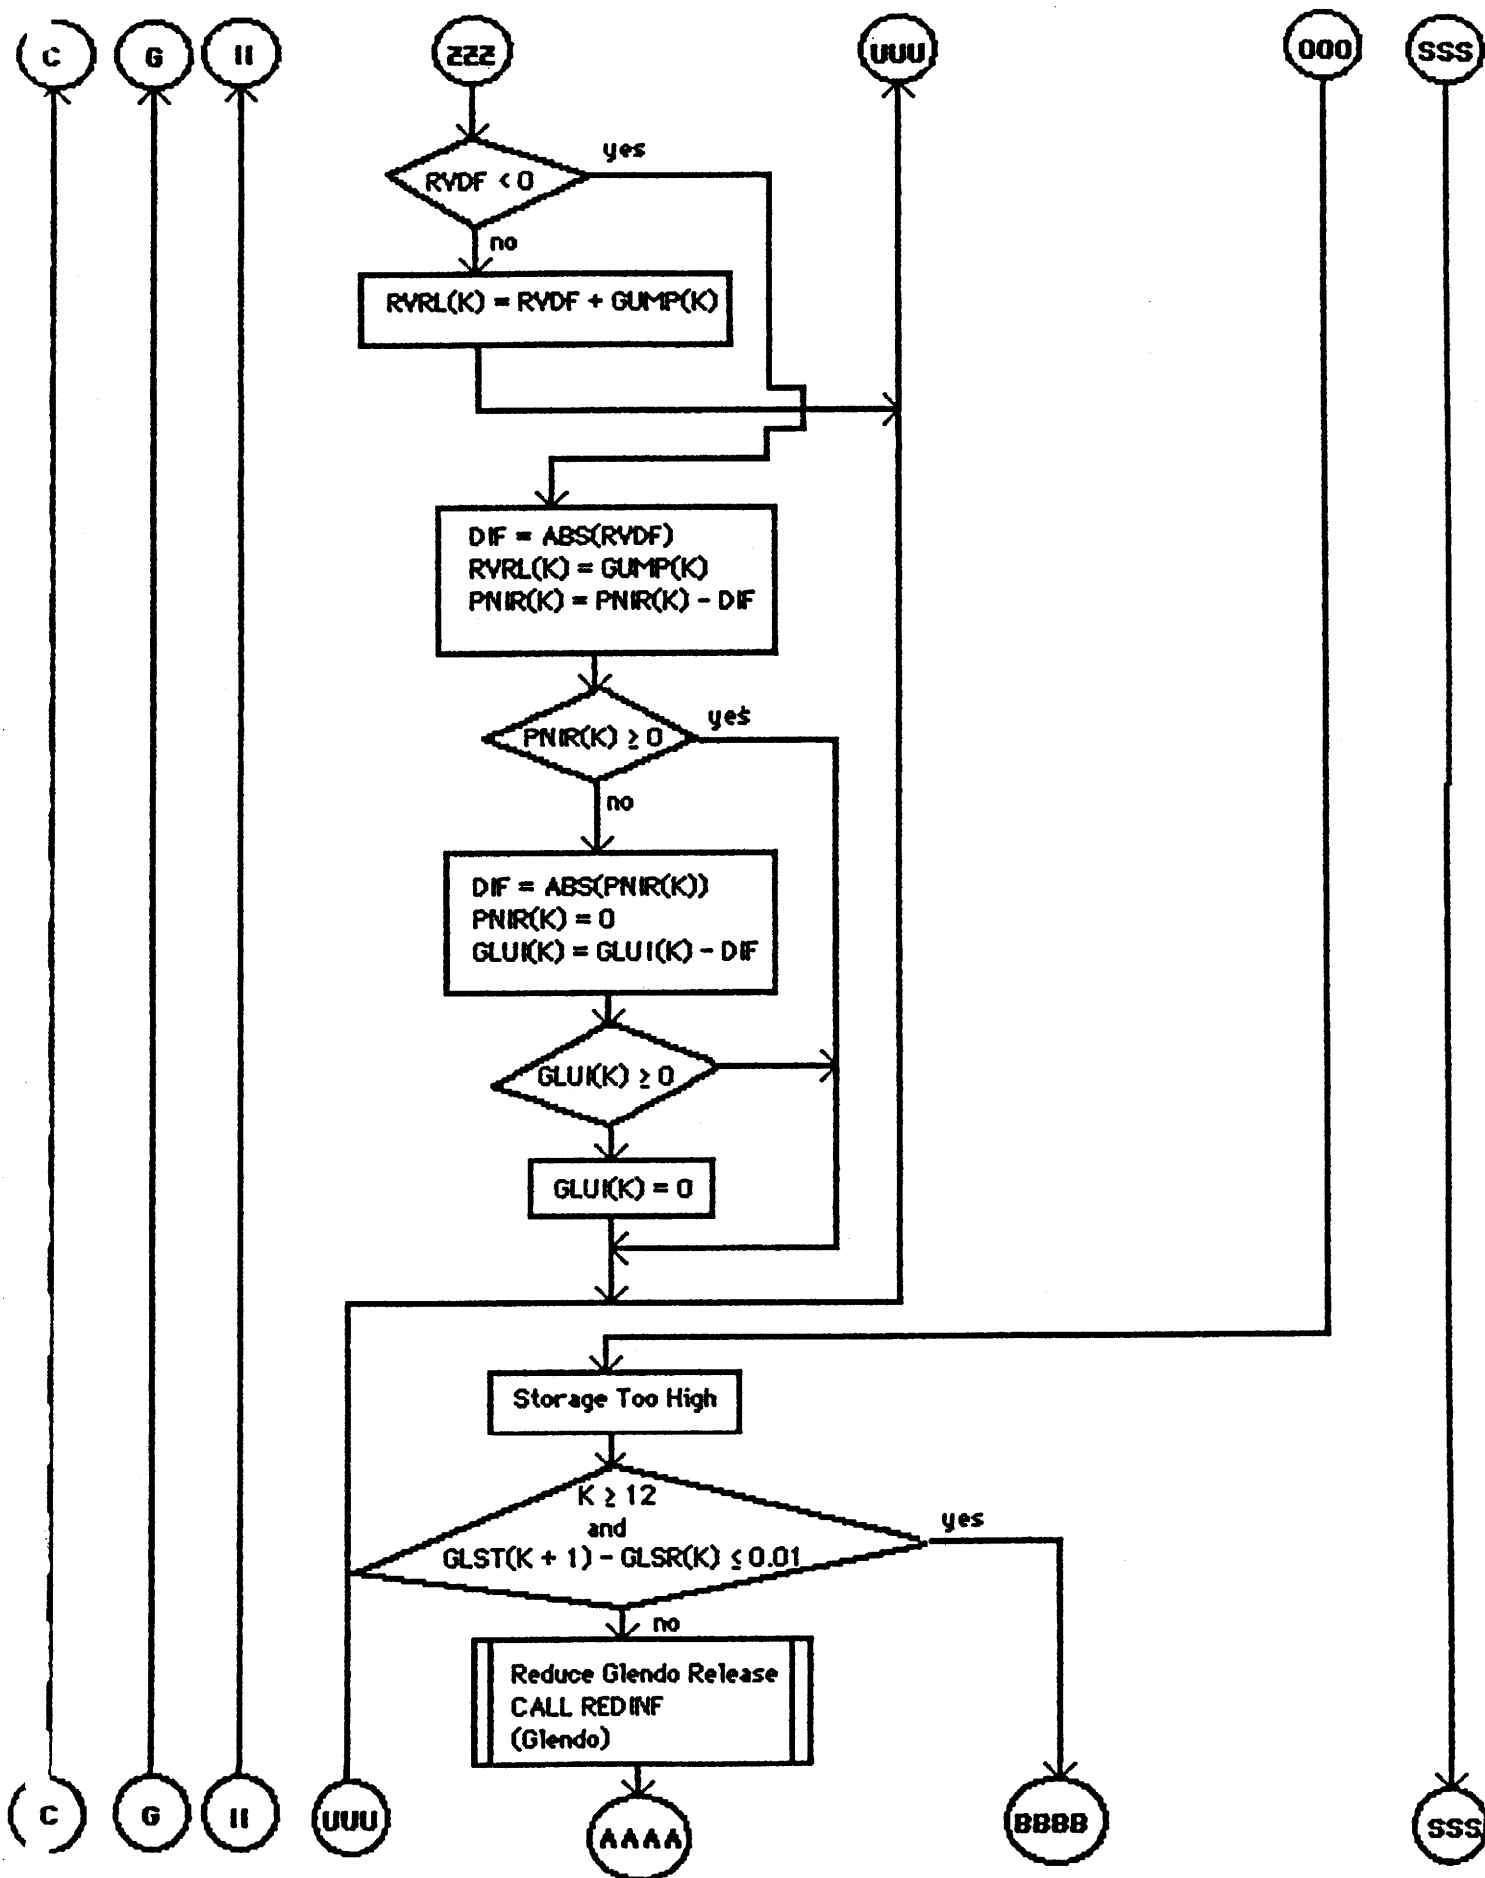 C G II ZZZ UUU OOO SSS
yes
RVDF < 0
no
RVRL(K) = RVDF + GUMP(K)
DIF = ABS(RVDF)
RVRL(K) = GUMP(K)
PNIR(K) = PNIR(K) - DIF
yes
PNIR(K) ≥ 0
no
DIF = ABS(PNIR(K))
PNIR(K) = 0
GLUI(K) = GLUI(K) - DIF
GLUI(K) ≥ 0
GLUI(K) = 0
Storage Too High
K ≥ 12
and
GLST(K + 1) - GLSR(K) ≤ 0.01
yes
no
Reduce Glendo Release
CALL REDINF
(Glendo)
C G II UUU AAAA BBBB SSS